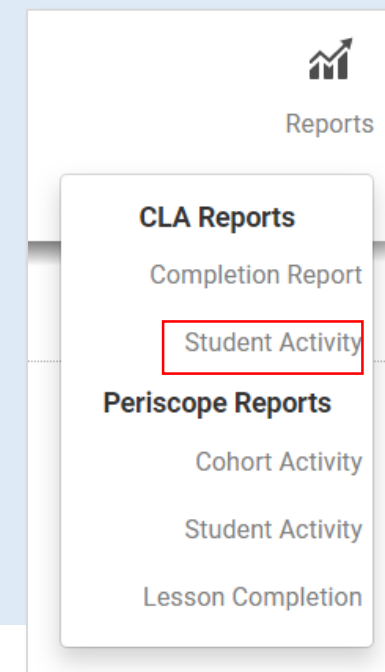 Reports
CLA Reports
Completion Report
Student Activity
Periscope Reports
Cohort Activity
Student Activity
Lesson Completion